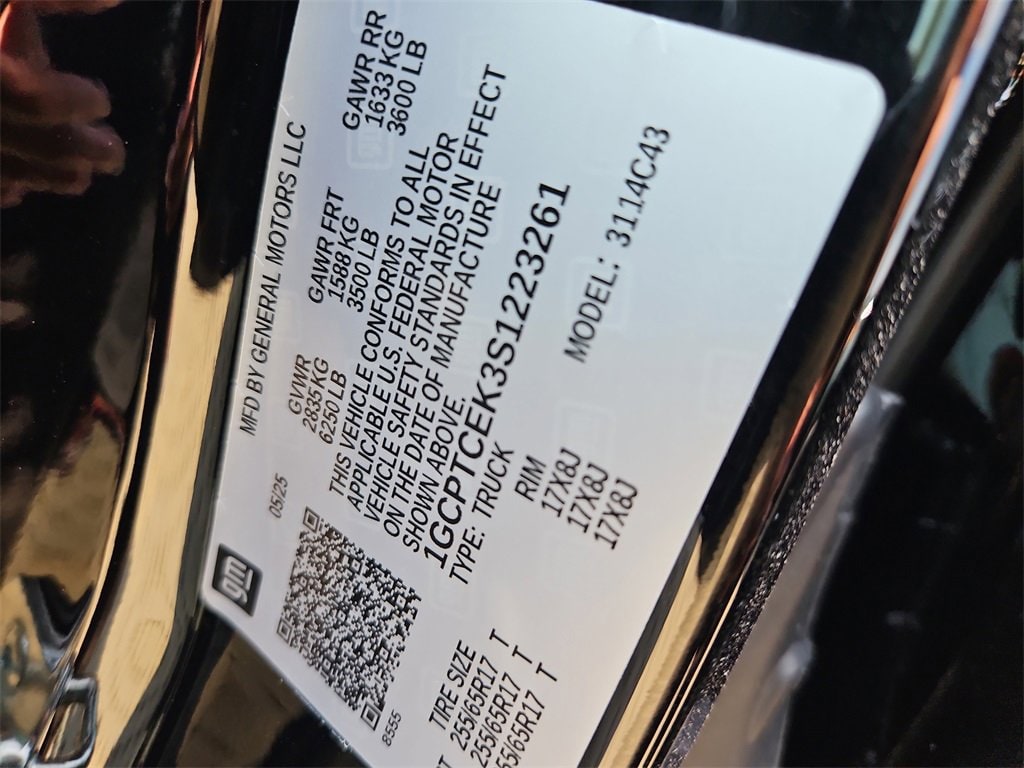 gm
05/25
MFD BY GENERAL MOTORS LLC
GVWR GAWR FRT GAWR RR
2835 KG 1588 KG 1633 KG
6250 LB 3500 LB 3600 LB
THIS VEHICLE CONFORMS TO ALL
APPLICABLE U.S. FEDERAL MOTOR
VEHICLE SAFETY STANDARDS IN EFFECT
ON THE DATE OF MANUFACTURE
SHOWN ABOVE.
1GCPTCEK3S1223261
TYPE: TRUCK MODEL: 3114C43
8555
TIRE SIZE RIM
255/65R17 T 17X8J
255/65R17 T 17X8J
55/65R17 T 17X8J